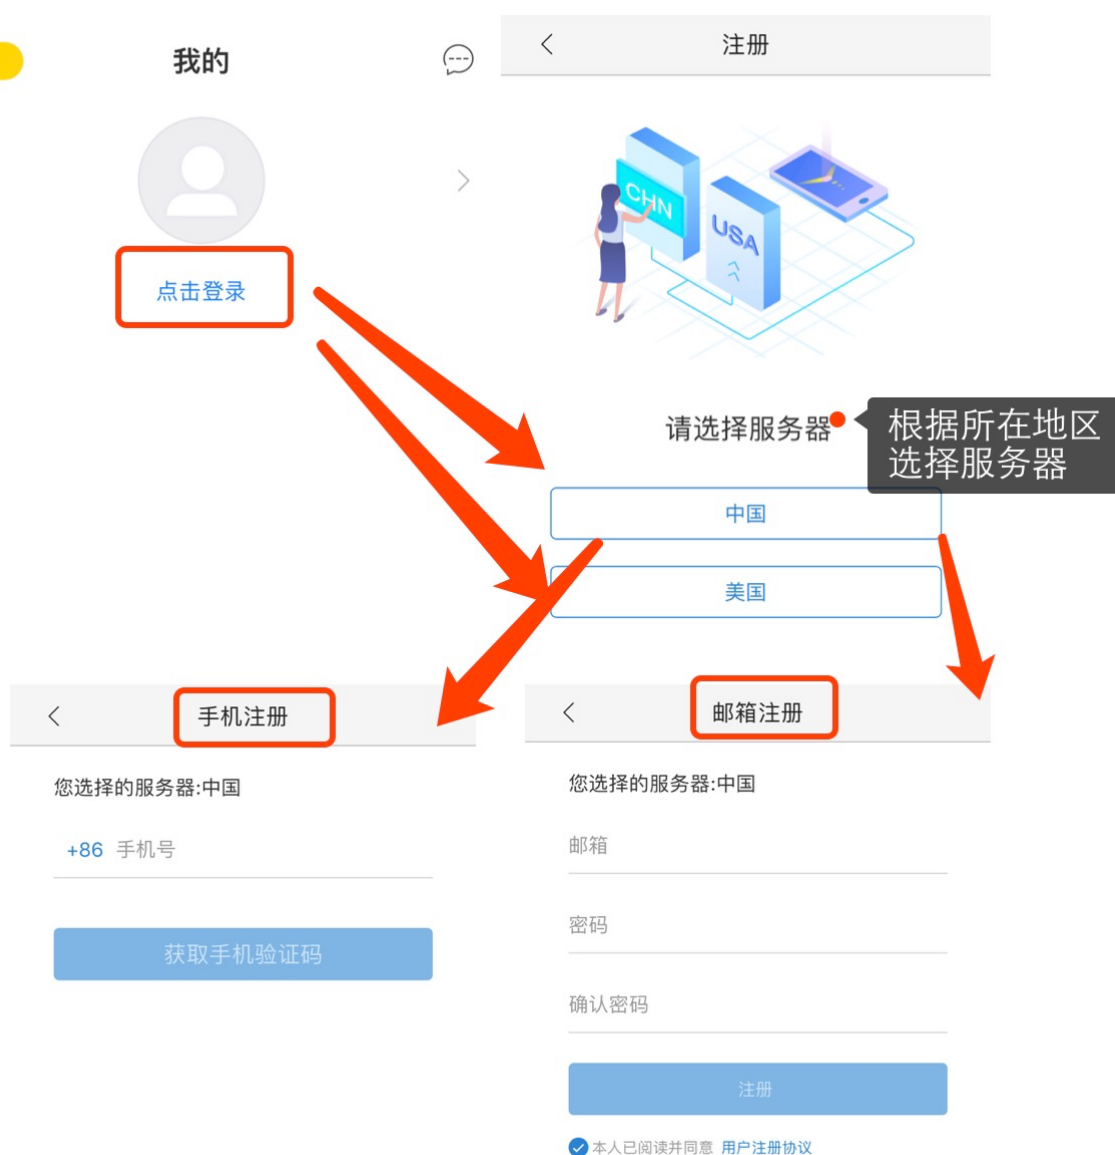 我的
点击登录
注册
CHN
USA
请选择服务器
根据所在地区
选择服务器
中国
美国
手机注册
您选择的服务器:中国
+86 手机号
获取手机验证码
邮箱注册
您选择的服务器:中国
邮箱
密码
确认密码
注册
本人已阅读并同意 用户注册协议